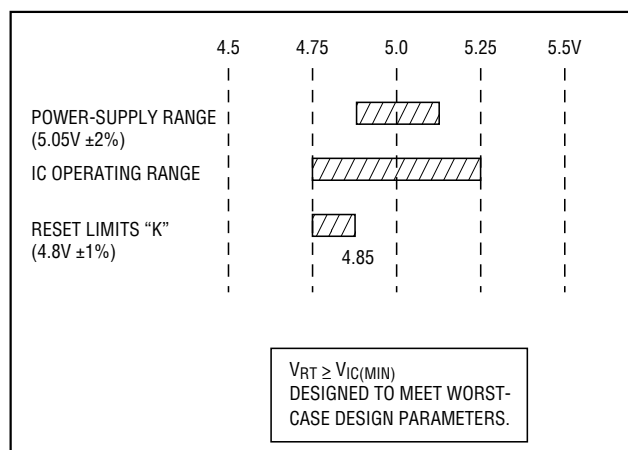 4.5 4.75 5.0 5.25 5.5V
POWER-SUPPLY RANGE
(5.05V ±2%)
IC OPERATING RANGE
RESET LIMITS “K”
(4.8V ±1%)
4.85
VRT ≥ VIC(MIN)
DESIGNED TO MEET WORST-
CASE DESIGN PARAMETERS.